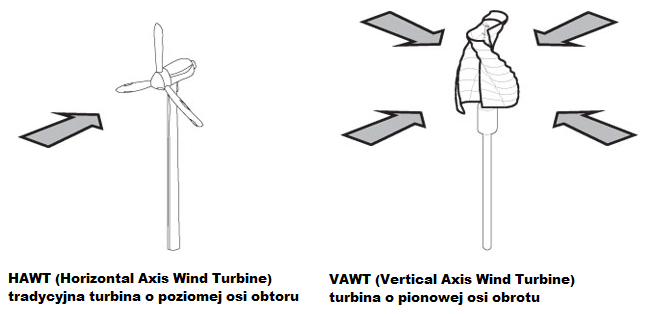 HAWT (Horizontal Axis Wind Turbine)
tradycyjna turbina o poziomej osi obtoru
VAWT (Vertical Axis Wind Turbine)
turbina o pionowej osi obrotu